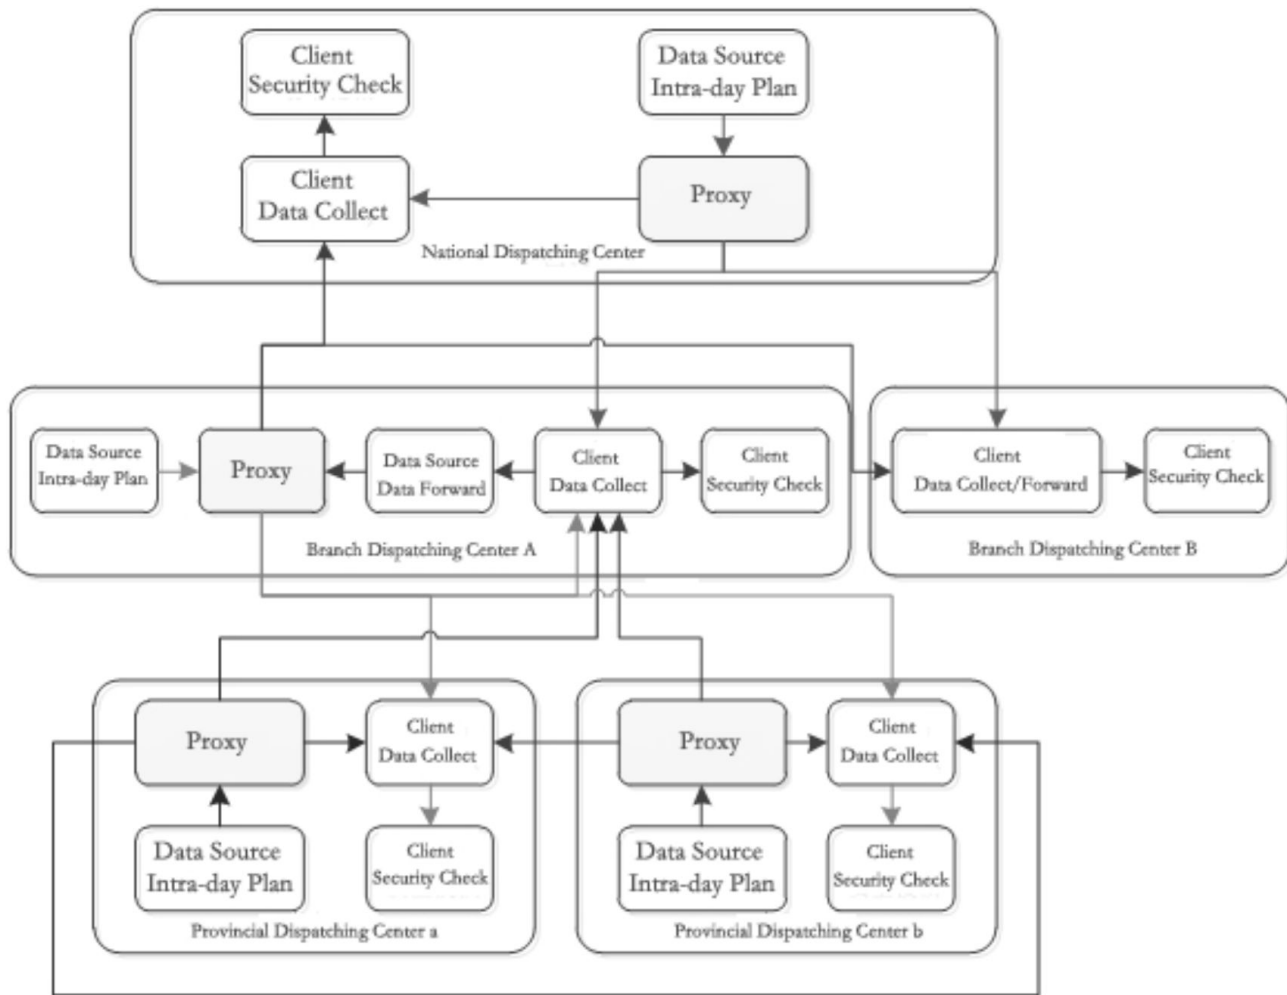 Client
Security Check
Data Source
Intra-day Plan
Client
Data Collect
Proxy
National Dispatching Center
Data Source
Intra-day Plan
Proxy
Data Source
Data Forward
Client
Data Collect
Client
Security Check
Branch Dispatching Center A
Client
Data Collect/Forward
Client
Security Check
Branch Dispatching Center B
Proxy
Client
Data Collect
Data Source
Intra-day Plan
Client
Security Check
Provincial Dispatching Center a
Proxy
Client
Data Collect
Data Source
Intra-day Plan
Client
Security Check
Provincial Dispatching Center b